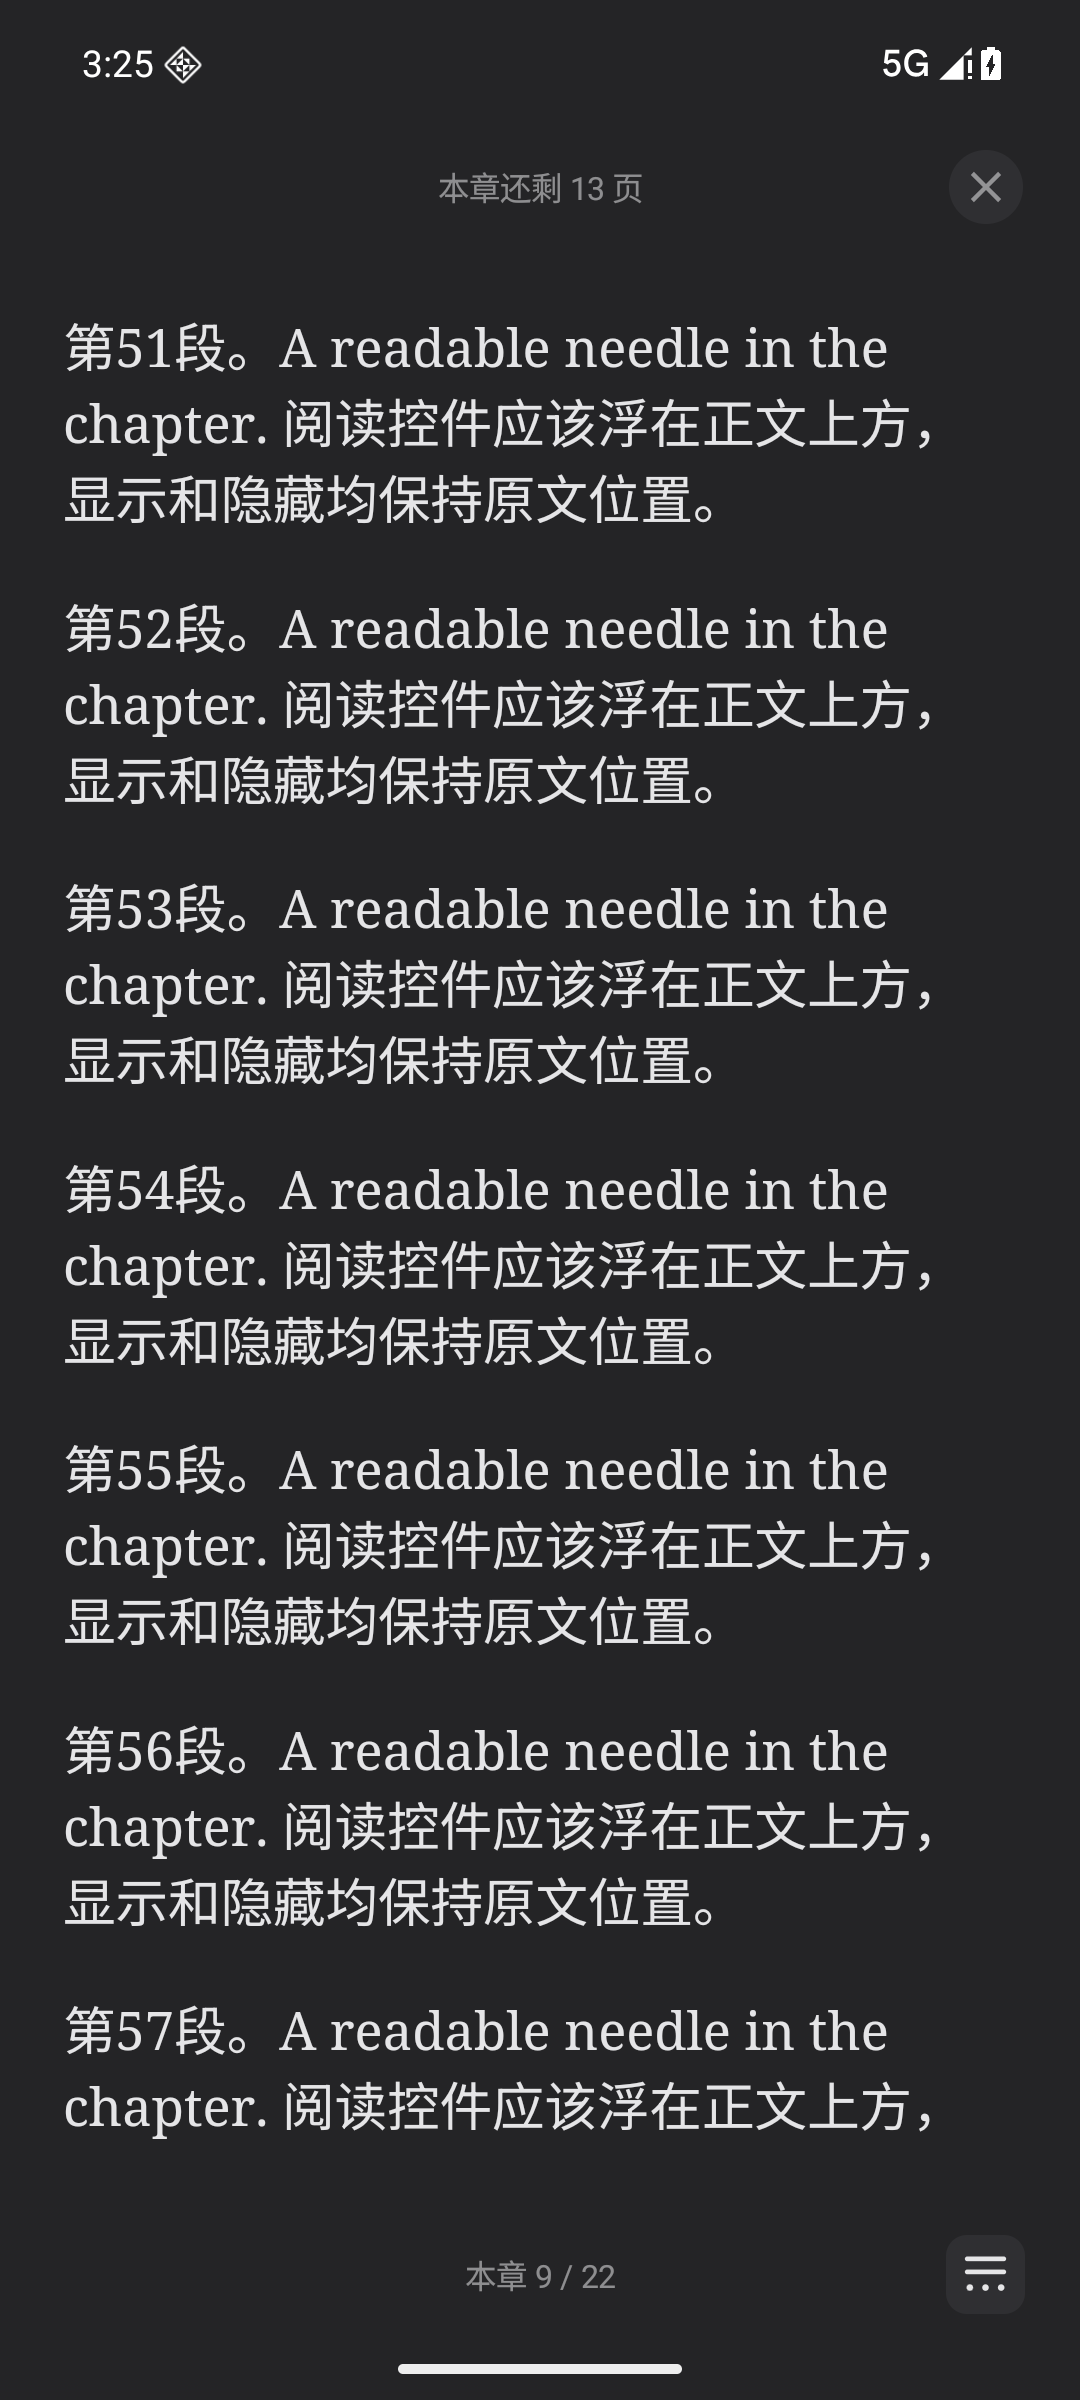 3:25
5G
本章还剩 13 页
第51段。A readable needle in the
chapter. 阅读控件应该浮在正文上方，
显示和隐藏均保持原文位置。
第52段。A readable needle in the
chapter. 阅读控件应该浮在正文上方，
显示和隐藏均保持原文位置。
第53段。A readable needle in the
chapter. 阅读控件应该浮在正文上方，
显示和隐藏均保持原文位置。
第54段。A readable needle in the
chapter. 阅读控件应该浮在正文上方，
显示和隐藏均保持原文位置。
第55段。A readable needle in the
chapter. 阅读控件应该浮在正文上方，
显示和隐藏均保持原文位置。
第56段。A readable needle in the
chapter. 阅读控件应该浮在正文上方，
显示和隐藏均保持原文位置。
第57段。A readable needle in the
chapter. 阅读控件应该浮在正文上方，
本章 9 / 22